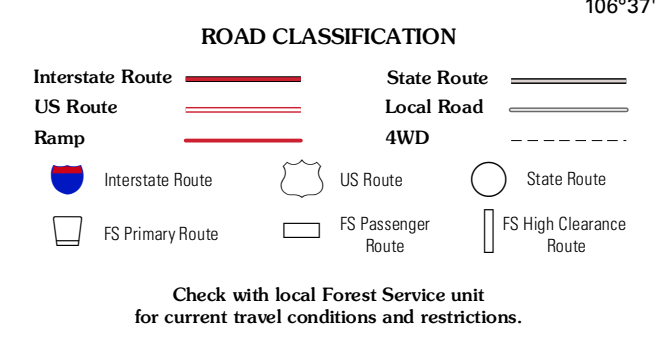 106°37'
ROAD CLASSIFICATION
Interstate Route
State Route
US Route
Local Road
Ramp
4WD
Interstate Route
US Route
State Route
FS Primary Route
FS Passenger
Route
FS High Clearance
Route
Check with local Forest Service unit
for current travel conditions and restrictions.